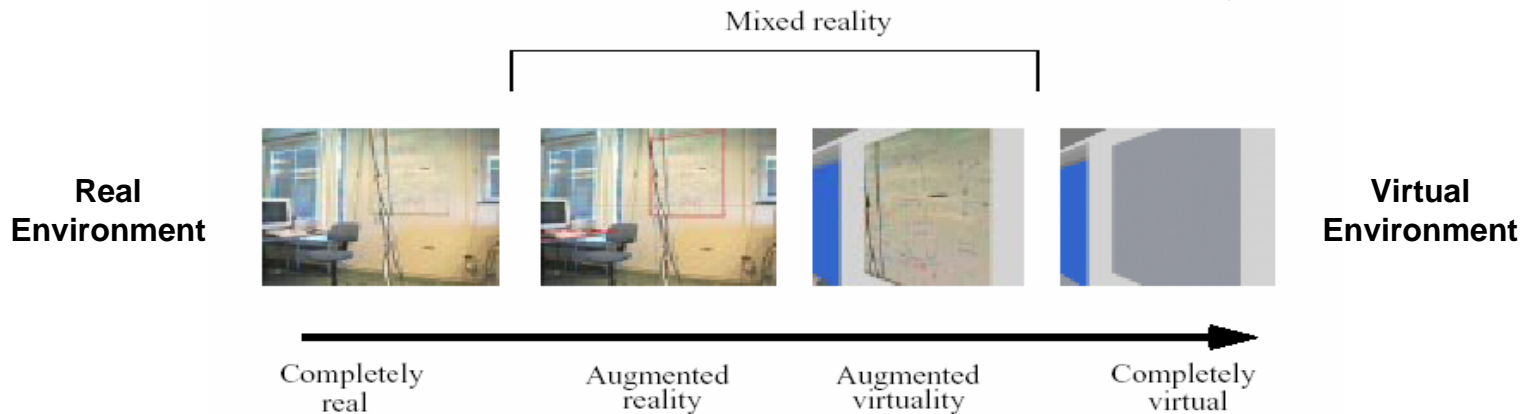 Mixed reality
Real
Environment
Virtual
Environment
Completely
real
Augmented
reality
Augmented
virtuality
Completely
virtual